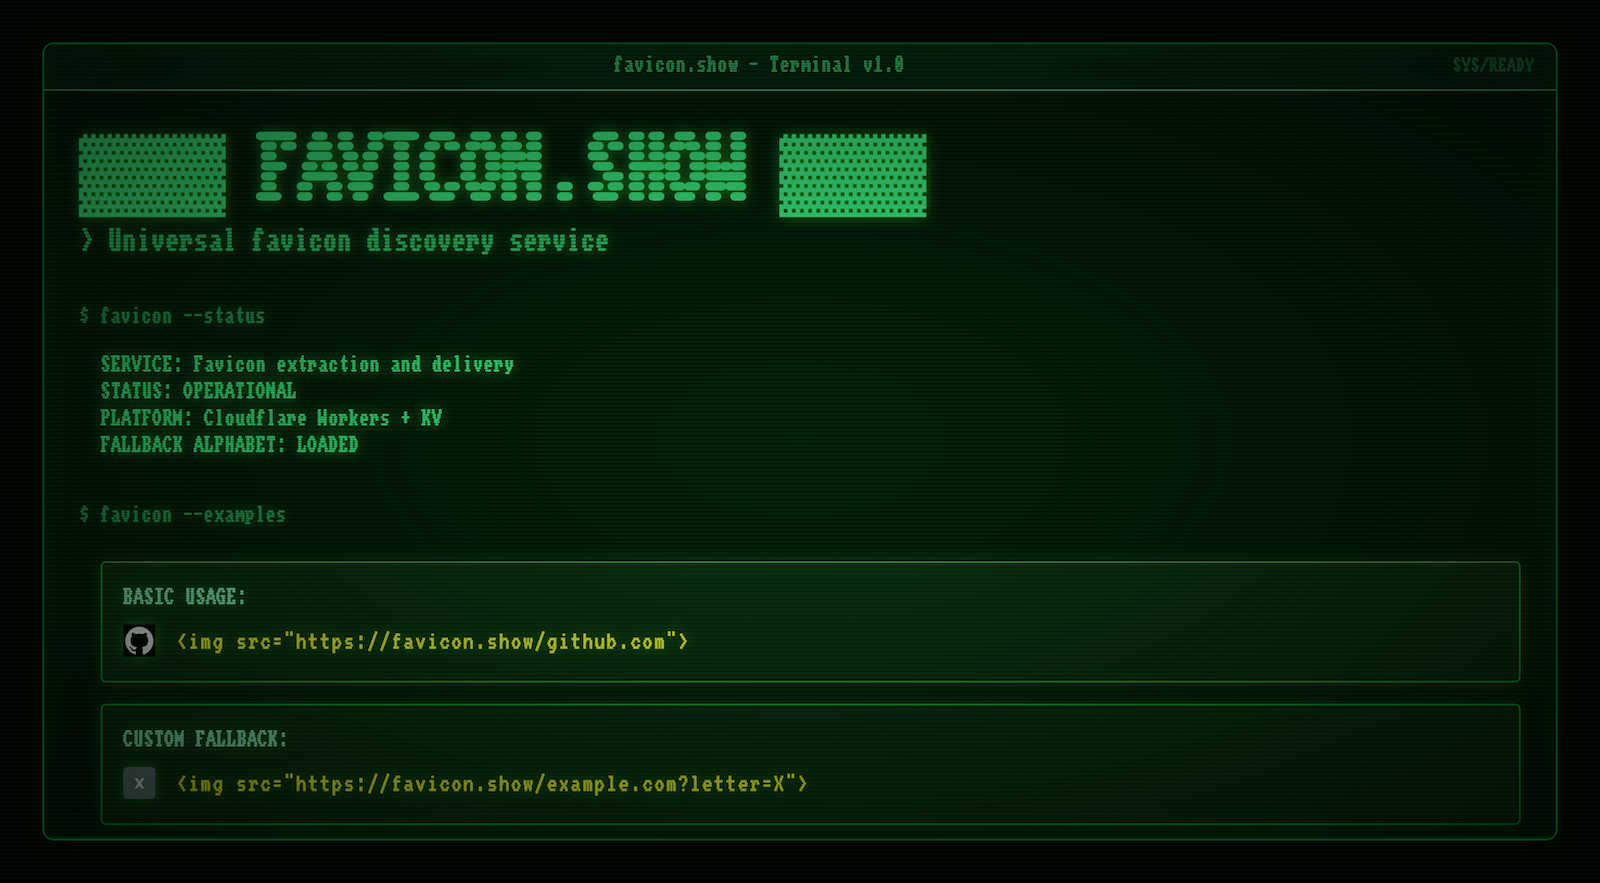 favicon.show - Terminal v1.0
SYS/READY
▓▓▓▓▓ FAVICON.SHOW ▓▓▓▓▓
> Universal favicon discovery service
$ favicon --status
SERVICE: Favicon extraction and delivery
STATUS: OPERATIONAL
PLATFORM: Cloudflare Workers + KV
FALLBACK ALPHABET: LOADED
$ favicon --examples
BASIC USAGE:
<img src="https://favicon.show/github.com">
CUSTOM FALLBACK:
X <img src="https://favicon.show/example.com?letter=X">